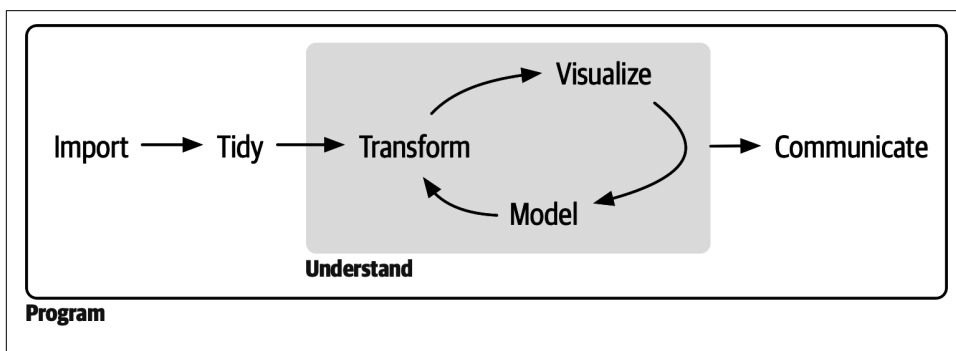 Visualize
Import Tidy Transform Communicate
Model
Understand
Program